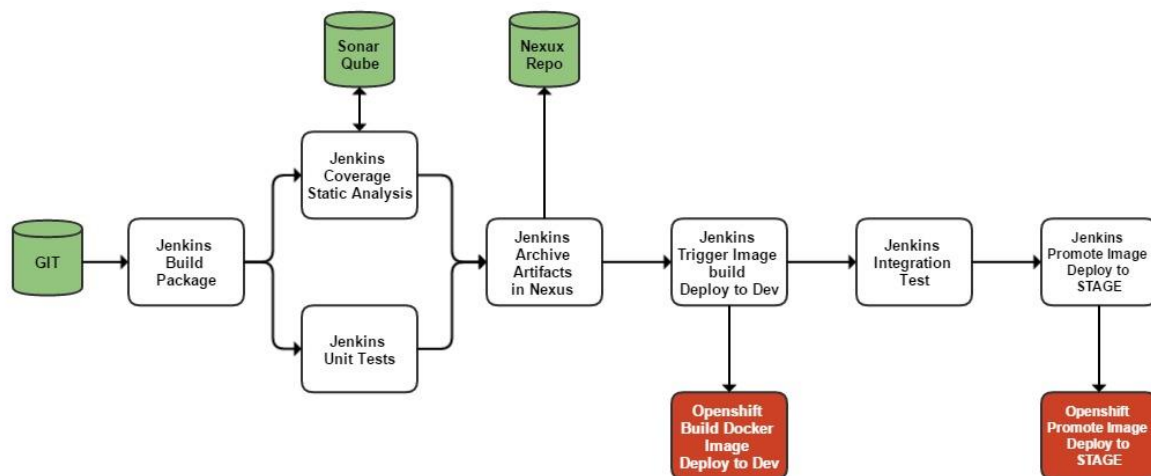 Sonar
Qube
Nexux
Repo
Jenkins
Coverage
Static Analysis
GIT
Jenkins
Build
Package
Jenkins
Archive
Artifacts
in Nexus
Jenkins
Trigger Image
build
Deploy to Dev
Jenkins
Integration
Test
Jenkins
Promote Image
Deploy to
STAGE
Jenkins
Unit Tests
Openshift
Build Docker
Image
Deploy to Dev
Openshift
Promote Image
Deploy to
STAGE